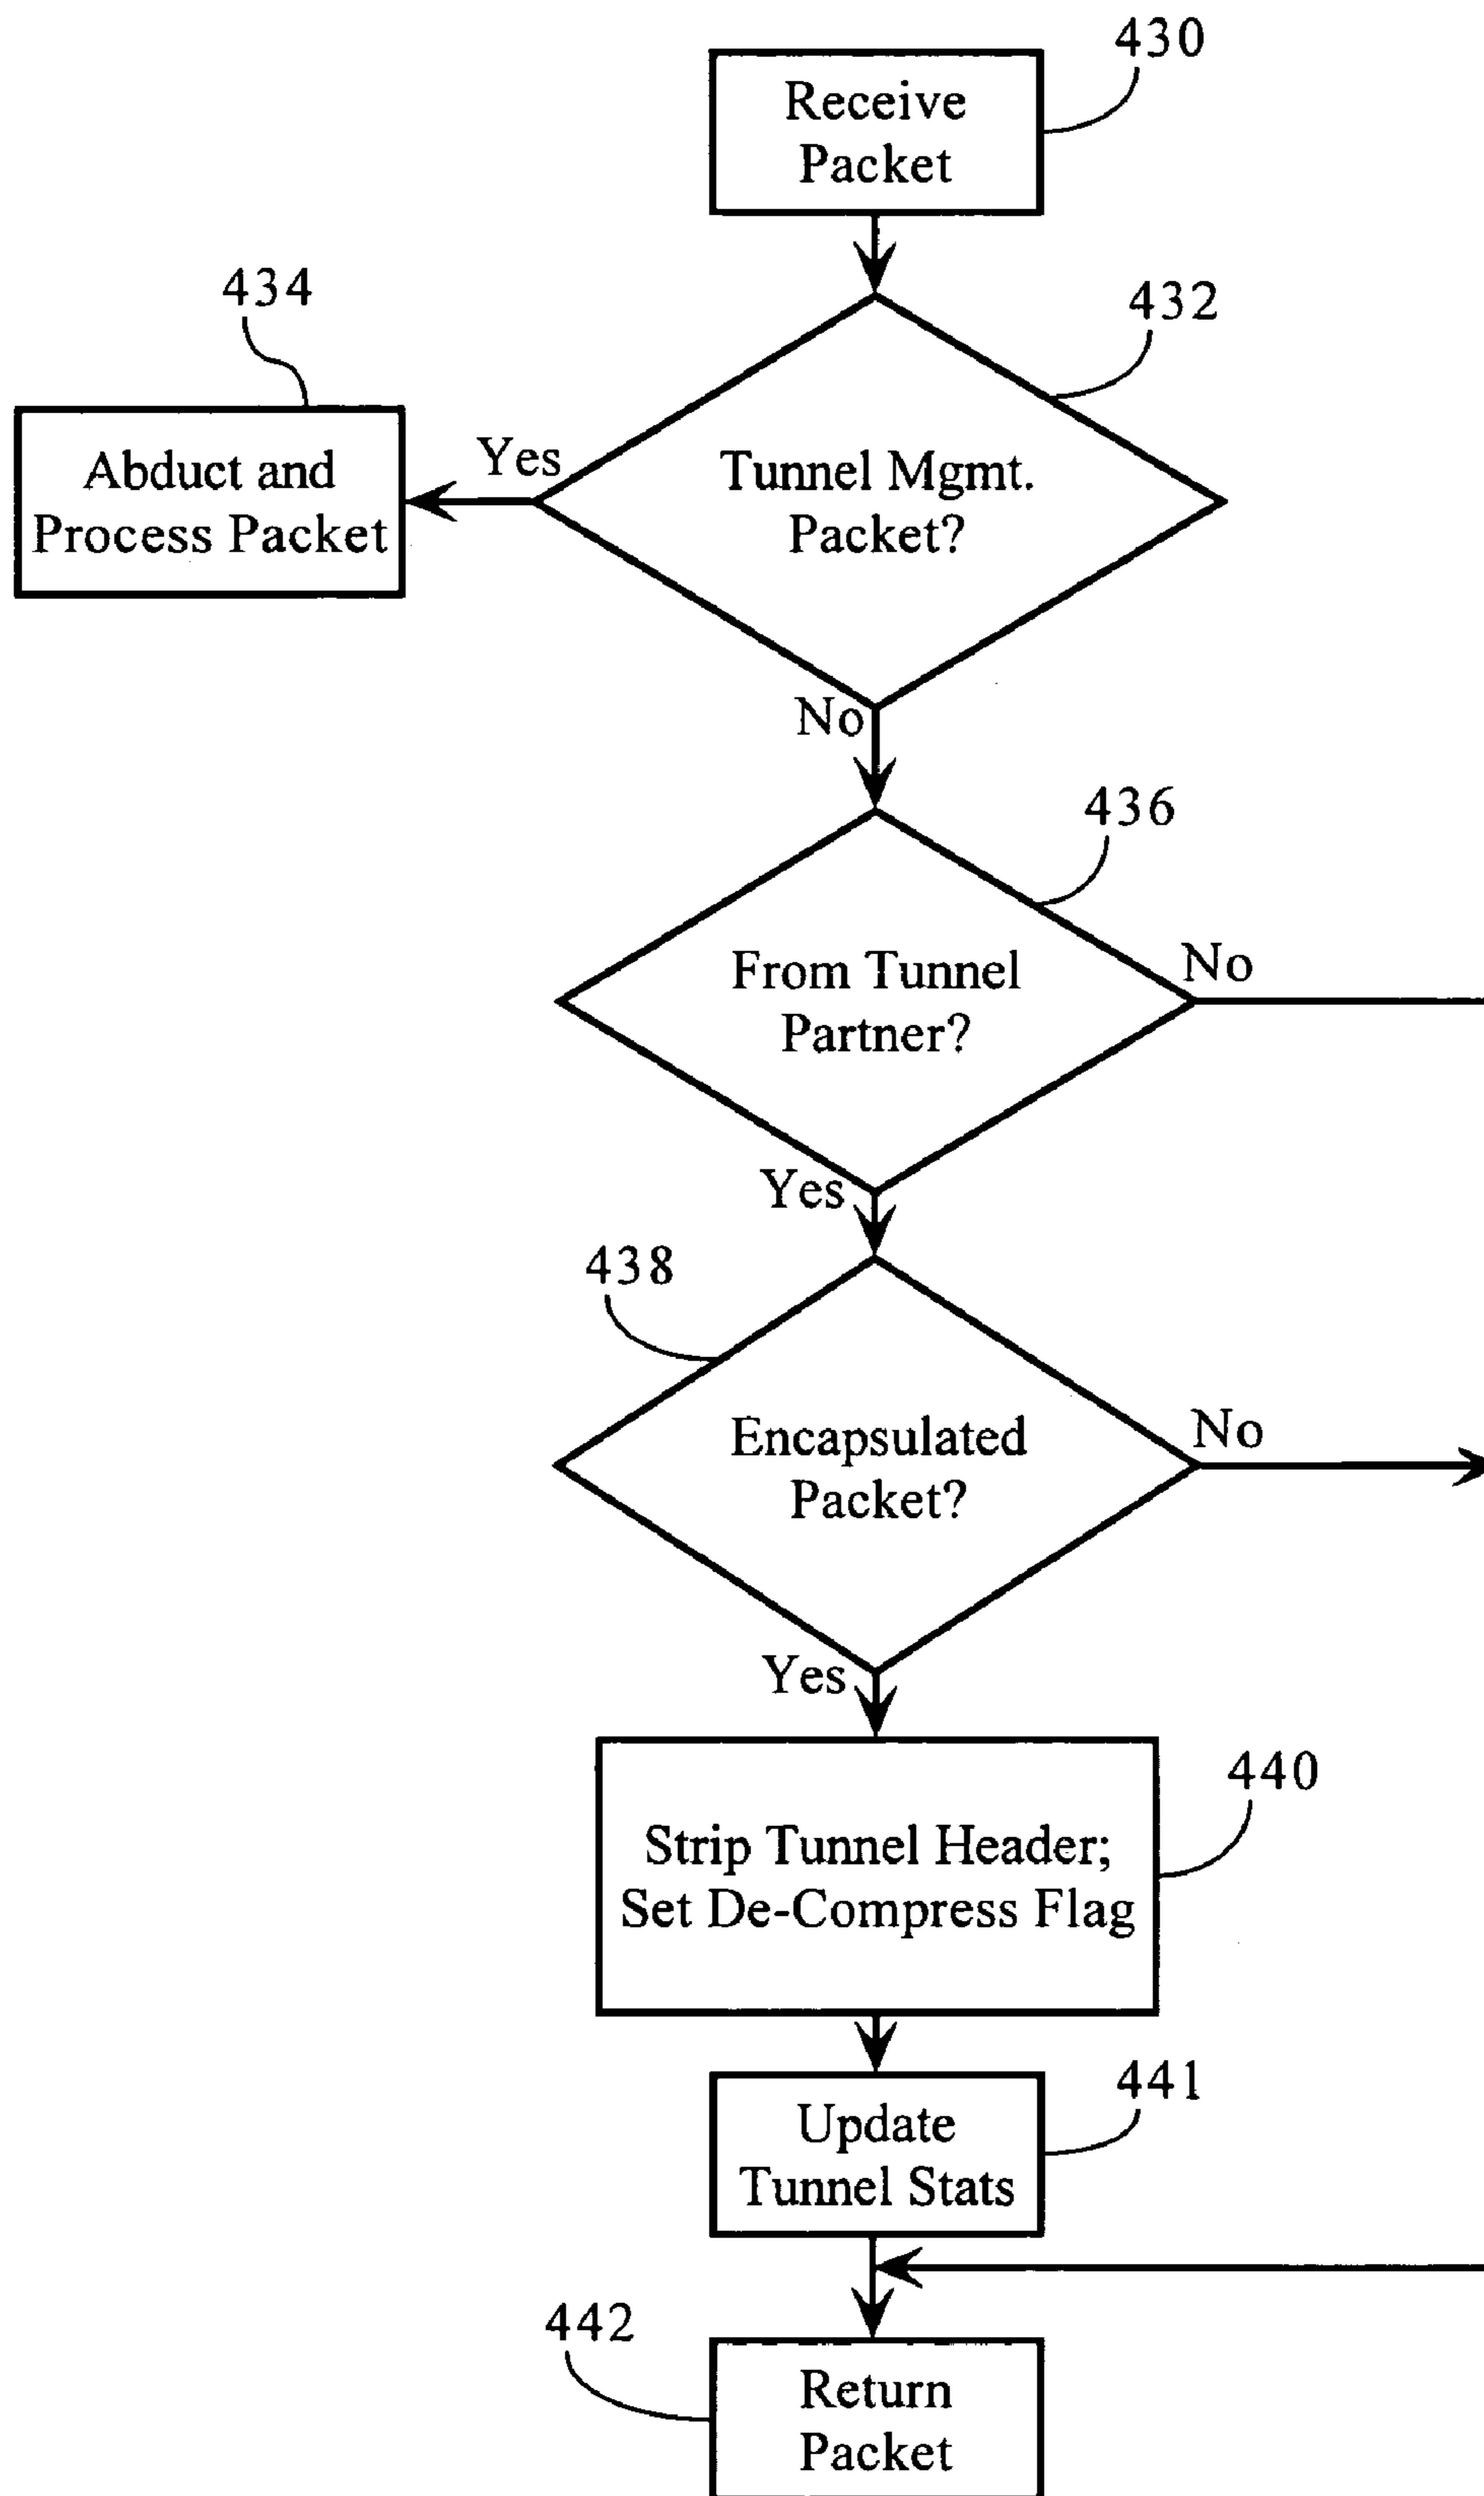 430
Receive
Packet
434
432
Abduct and
Process Packet
Yes
Tunnel Mgmt.
Packet?
No
436
From Tunnel
Partner?
No
Yes
438
Encapsulated
Packet?
No
Yes
440
Strip Tunnel Header;
Set De-Compress Flag
441
Update
Tunnel Stats
442
Return
Packet